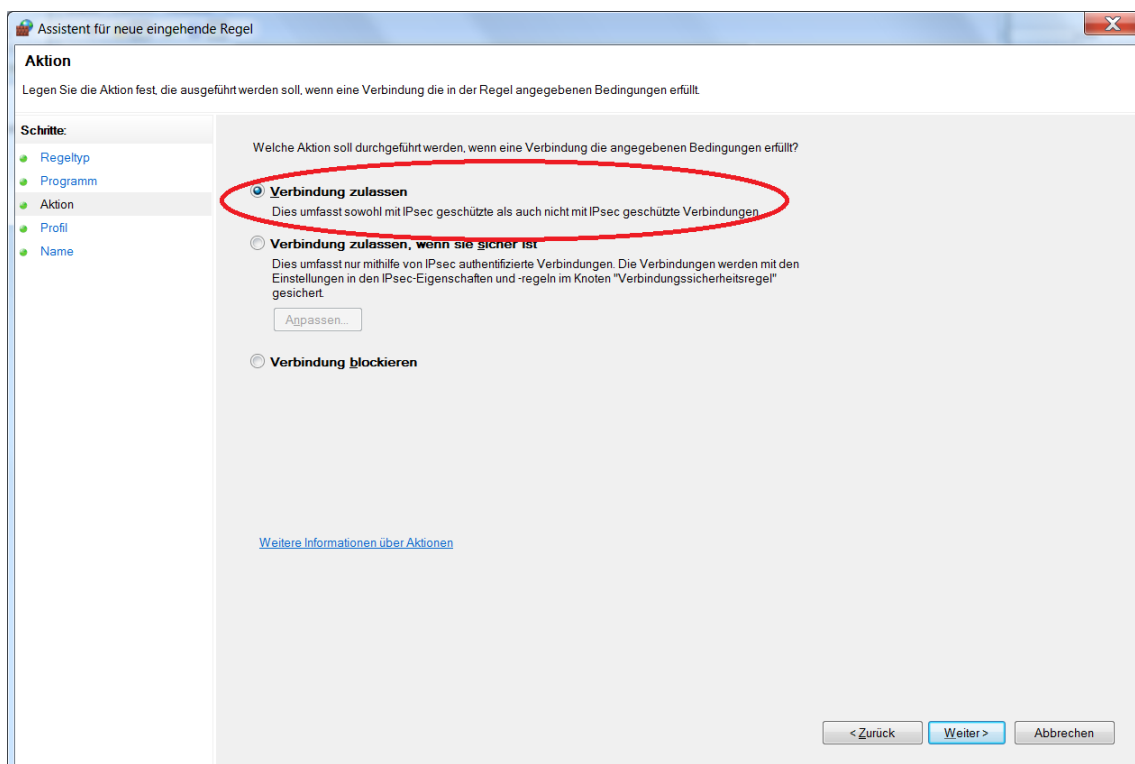 Assistent für neue eingehende Regel
Aktion
Legen Sie die Aktion fest, die ausgeführt werden soll, wenn eine Verbindung die in der Regel angegebenen Bedingungen erfüllt.
Schritte:
Regeltyp
Programm
Aktion
Profil
Name
Welche Aktion soll durchgeführt werden, wenn eine Verbindung die angegebenen Bedingungen erfüllt?
Verbindung zulassen
Dies umfasst sowohl mit IPsec geschützte als auch nicht mit IPsec geschützte Verbindungen.
Verbindung zulassen, wenn sie sicher ist
Dies umfasst nur mithilfe von IPsec authentifizierte Verbindungen. Die Verbindungen werden mit den
Einstellungen in den IPsec-Eigenschaften und -regeln im Knoten "Verbindungssicherheitsregel"
gesichert.
Anpassen...
Verbindung blockieren
Weitere Informationen über Aktionen
< Zurück Weiter > Abbrechen